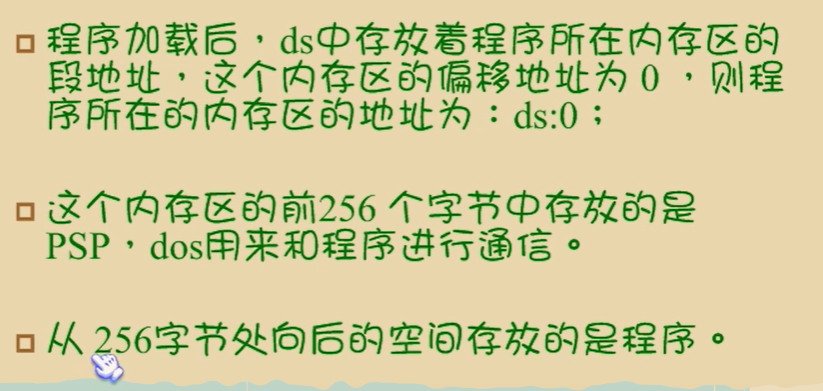 程序加载后，ds中存放着程序所在内存区的
段地址，这个内存区的偏移地址为 0 ，则程
序所在的内存区的地址为：ds:0；
这个内存区的前256 个字节中存放的是
PSP，dos用来和程序进行通信。
从 256字节处向后的空间存放的是程序。